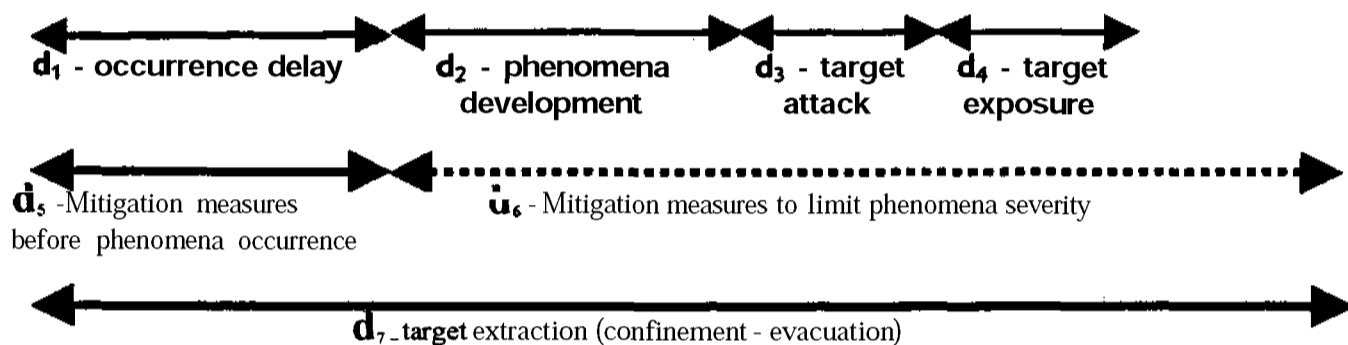 d₁ - occurrence delay
d₂ - phenomena
development
d₃ - target
attack
d₄ - target
exposure
d₅ -Mitigation measures
before phenomena occurrence
u₆ - Mitigation measures to limit phenomena severity
d₇ - target extraction (confinement - evacuation)